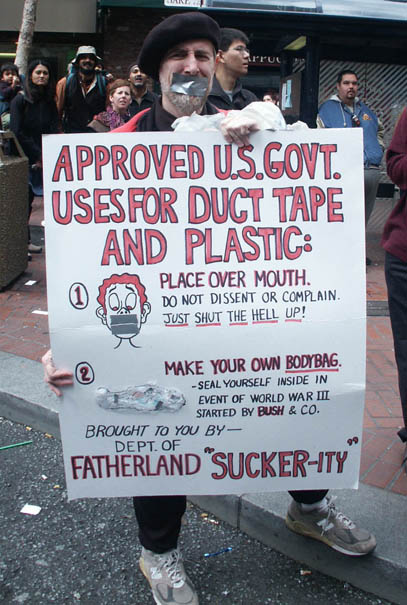 APPROVED U.S. GOVT.
USES FOR DUCT TAPE
AND PLASTIC:
① PLACE OVER MOUTH.
DO NOT DISSENT OR COMPLAIN.
JUST SHUT THE HELL UP!
② MAKE YOUR OWN BODYBAG.
- SEAL YOURSELF INSIDE IN
EVENT OF WORLD WAR III
STARTED BY BUSH & CO.
BROUGHT TO YOU BY —
DEPT. OF
FATHERLAND "SUCKER-ITY"